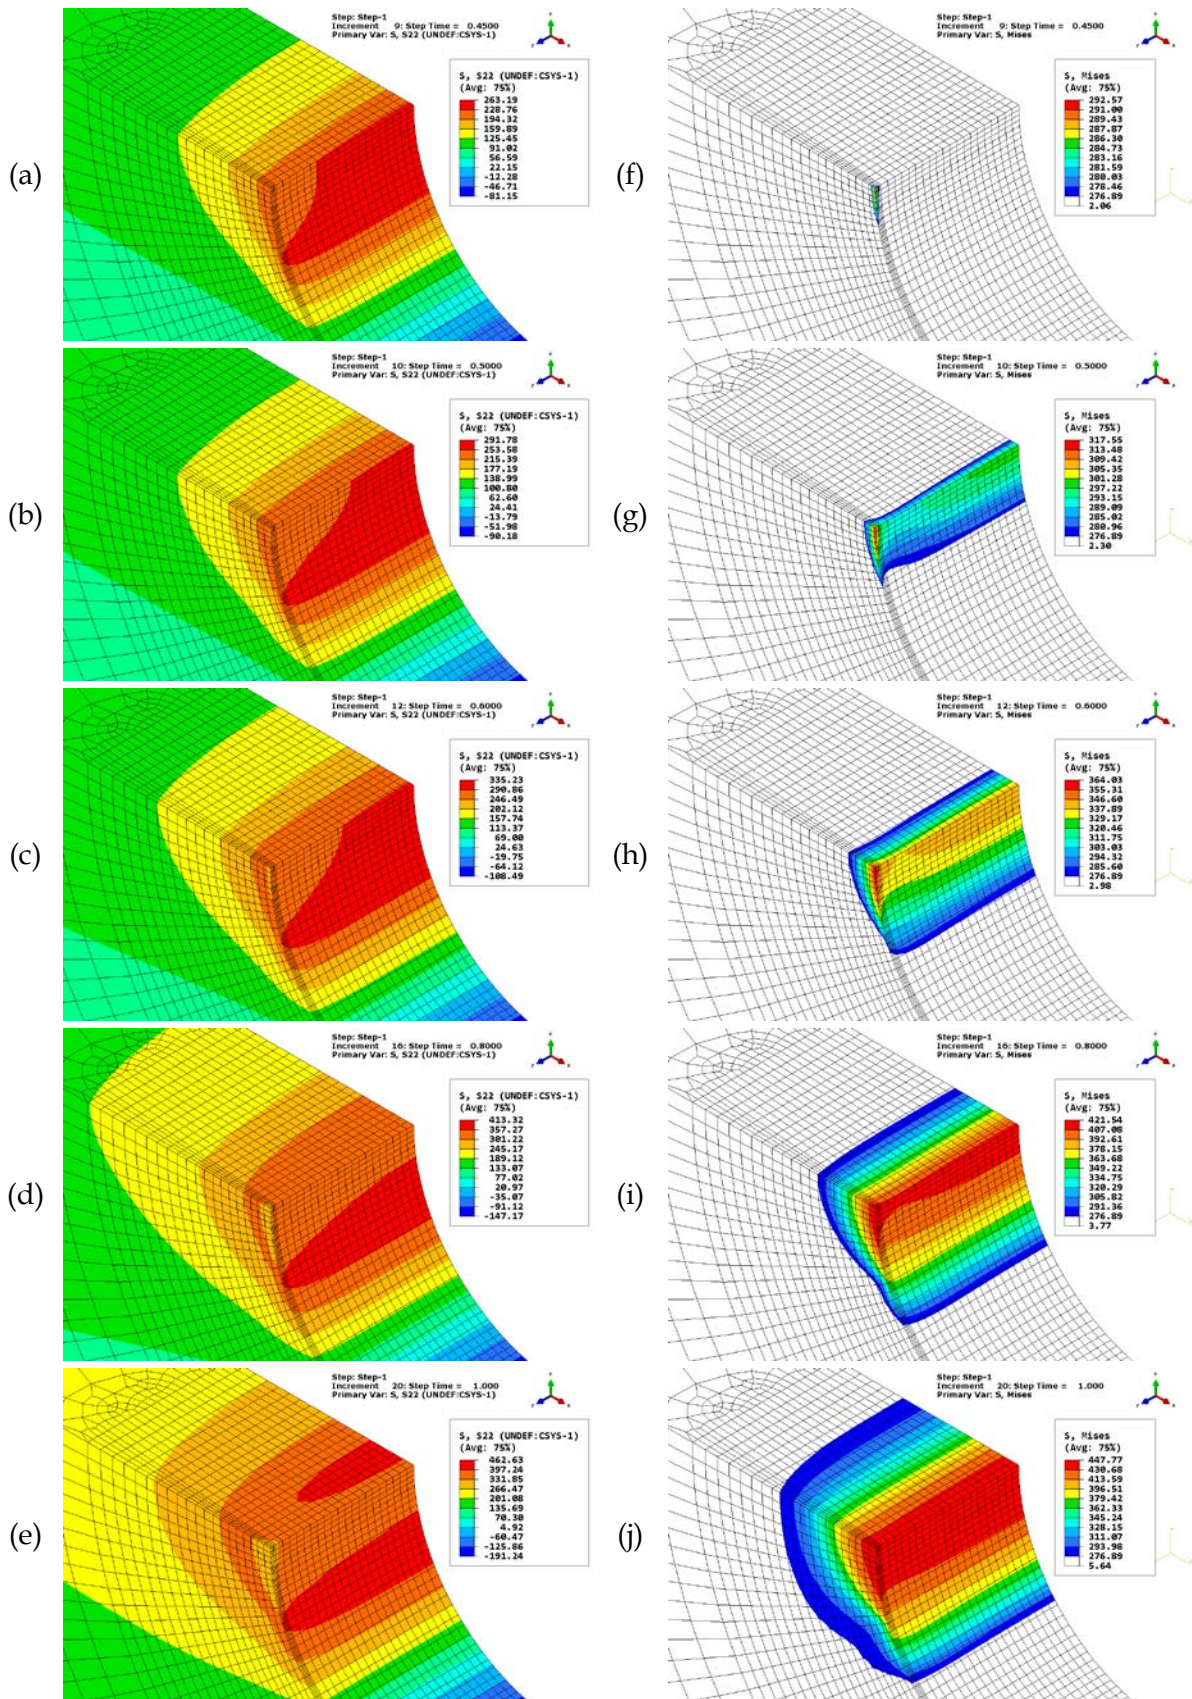 (a)
Step: Step-1
Increment 9: Step Time = 0.4500
Primary Var: S, S22 (UNDEF:CSYS-1)
S, S22 (UNDEF:CSYS-1)
(Avg: 75%)
263.19
228.76
194.32
159.89
125.45
91.02
56.59
22.15
-12.28
-46.71
-81.15
(f)
Step: Step-1
Increment 9: Step Time = 0.4500
Primary Var: S, Mises
S, Mises
(Avg: 75%)
292.57
291.00
289.43
287.87
286.30
284.73
283.16
281.59
280.03
278.46
276.89
2.06
(b)
Step: Step-1
Increment 10: Step Time = 0.5000
Primary Var: S, S22 (UNDEF:CSYS-1)
S, S22 (UNDEF:CSYS-1)
(Avg: 75%)
291.78
253.58
215.39
177.19
138.99
100.80
62.60
24.41
-13.79
-51.98
-90.18
(g)
Step: Step-1
Increment 10: Step Time = 0.5000
Primary Var: S, Mises
S, Mises
(Avg: 75%)
317.55
313.48
309.42
305.35
301.28
297.22
293.15
289.09
285.02
280.96
276.89
2.30
(c)
Step: Step-1
Increment 12: Step Time = 0.6000
Primary Var: S, S22 (UNDEF:CSYS-1)
S, S22 (UNDEF:CSYS-1)
(Avg: 75%)
335.23
290.86
246.49
202.12
157.74
113.37
69.00
24.63
-19.75
-64.12
-108.49
(h)
Step: Step-1
Increment 12: Step Time = 0.6000
Primary Var: S, Mises
S, Mises
(Avg: 75%)
364.03
355.31
346.60
337.89
329.17
320.46
311.75
303.03
294.32
285.60
276.89
2.98
(d)
Step: Step-1
Increment 16: Step Time = 0.8000
Primary Var: S, S22 (UNDEF:CSYS-1)
S, S22 (UNDEF:CSYS-1)
(Avg: 75%)
413.32
357.27
301.22
245.17
189.12
133.07
77.02
20.97
-35.07
-91.12
-147.17
(i)
Step: Step-1
Increment 16: Step Time = 0.8000
Primary Var: S, Mises
S, Mises
(Avg: 75%)
421.54
407.08
392.61
378.15
363.68
349.22
334.75
320.29
305.82
291.36
276.89
3.77
(e)
Step: Step-1
Increment 20: Step Time = 1.000
Primary Var: S, S22 (UNDEF:CSYS-1)
S, S22 (UNDEF:CSYS-1)
(Avg: 75%)
462.63
397.24
331.85
266.47
201.08
135.69
70.30
4.92
-60.47
-125.86
-191.24
(j)
Step: Step-1
Increment 20: Step Time = 1.000
Primary Var: S, Mises
S, Mises
(Avg: 75%)
447.77
430.68
413.59
396.51
379.42
362.33
345.24
328.15
311.07
293.98
276.89
5.64